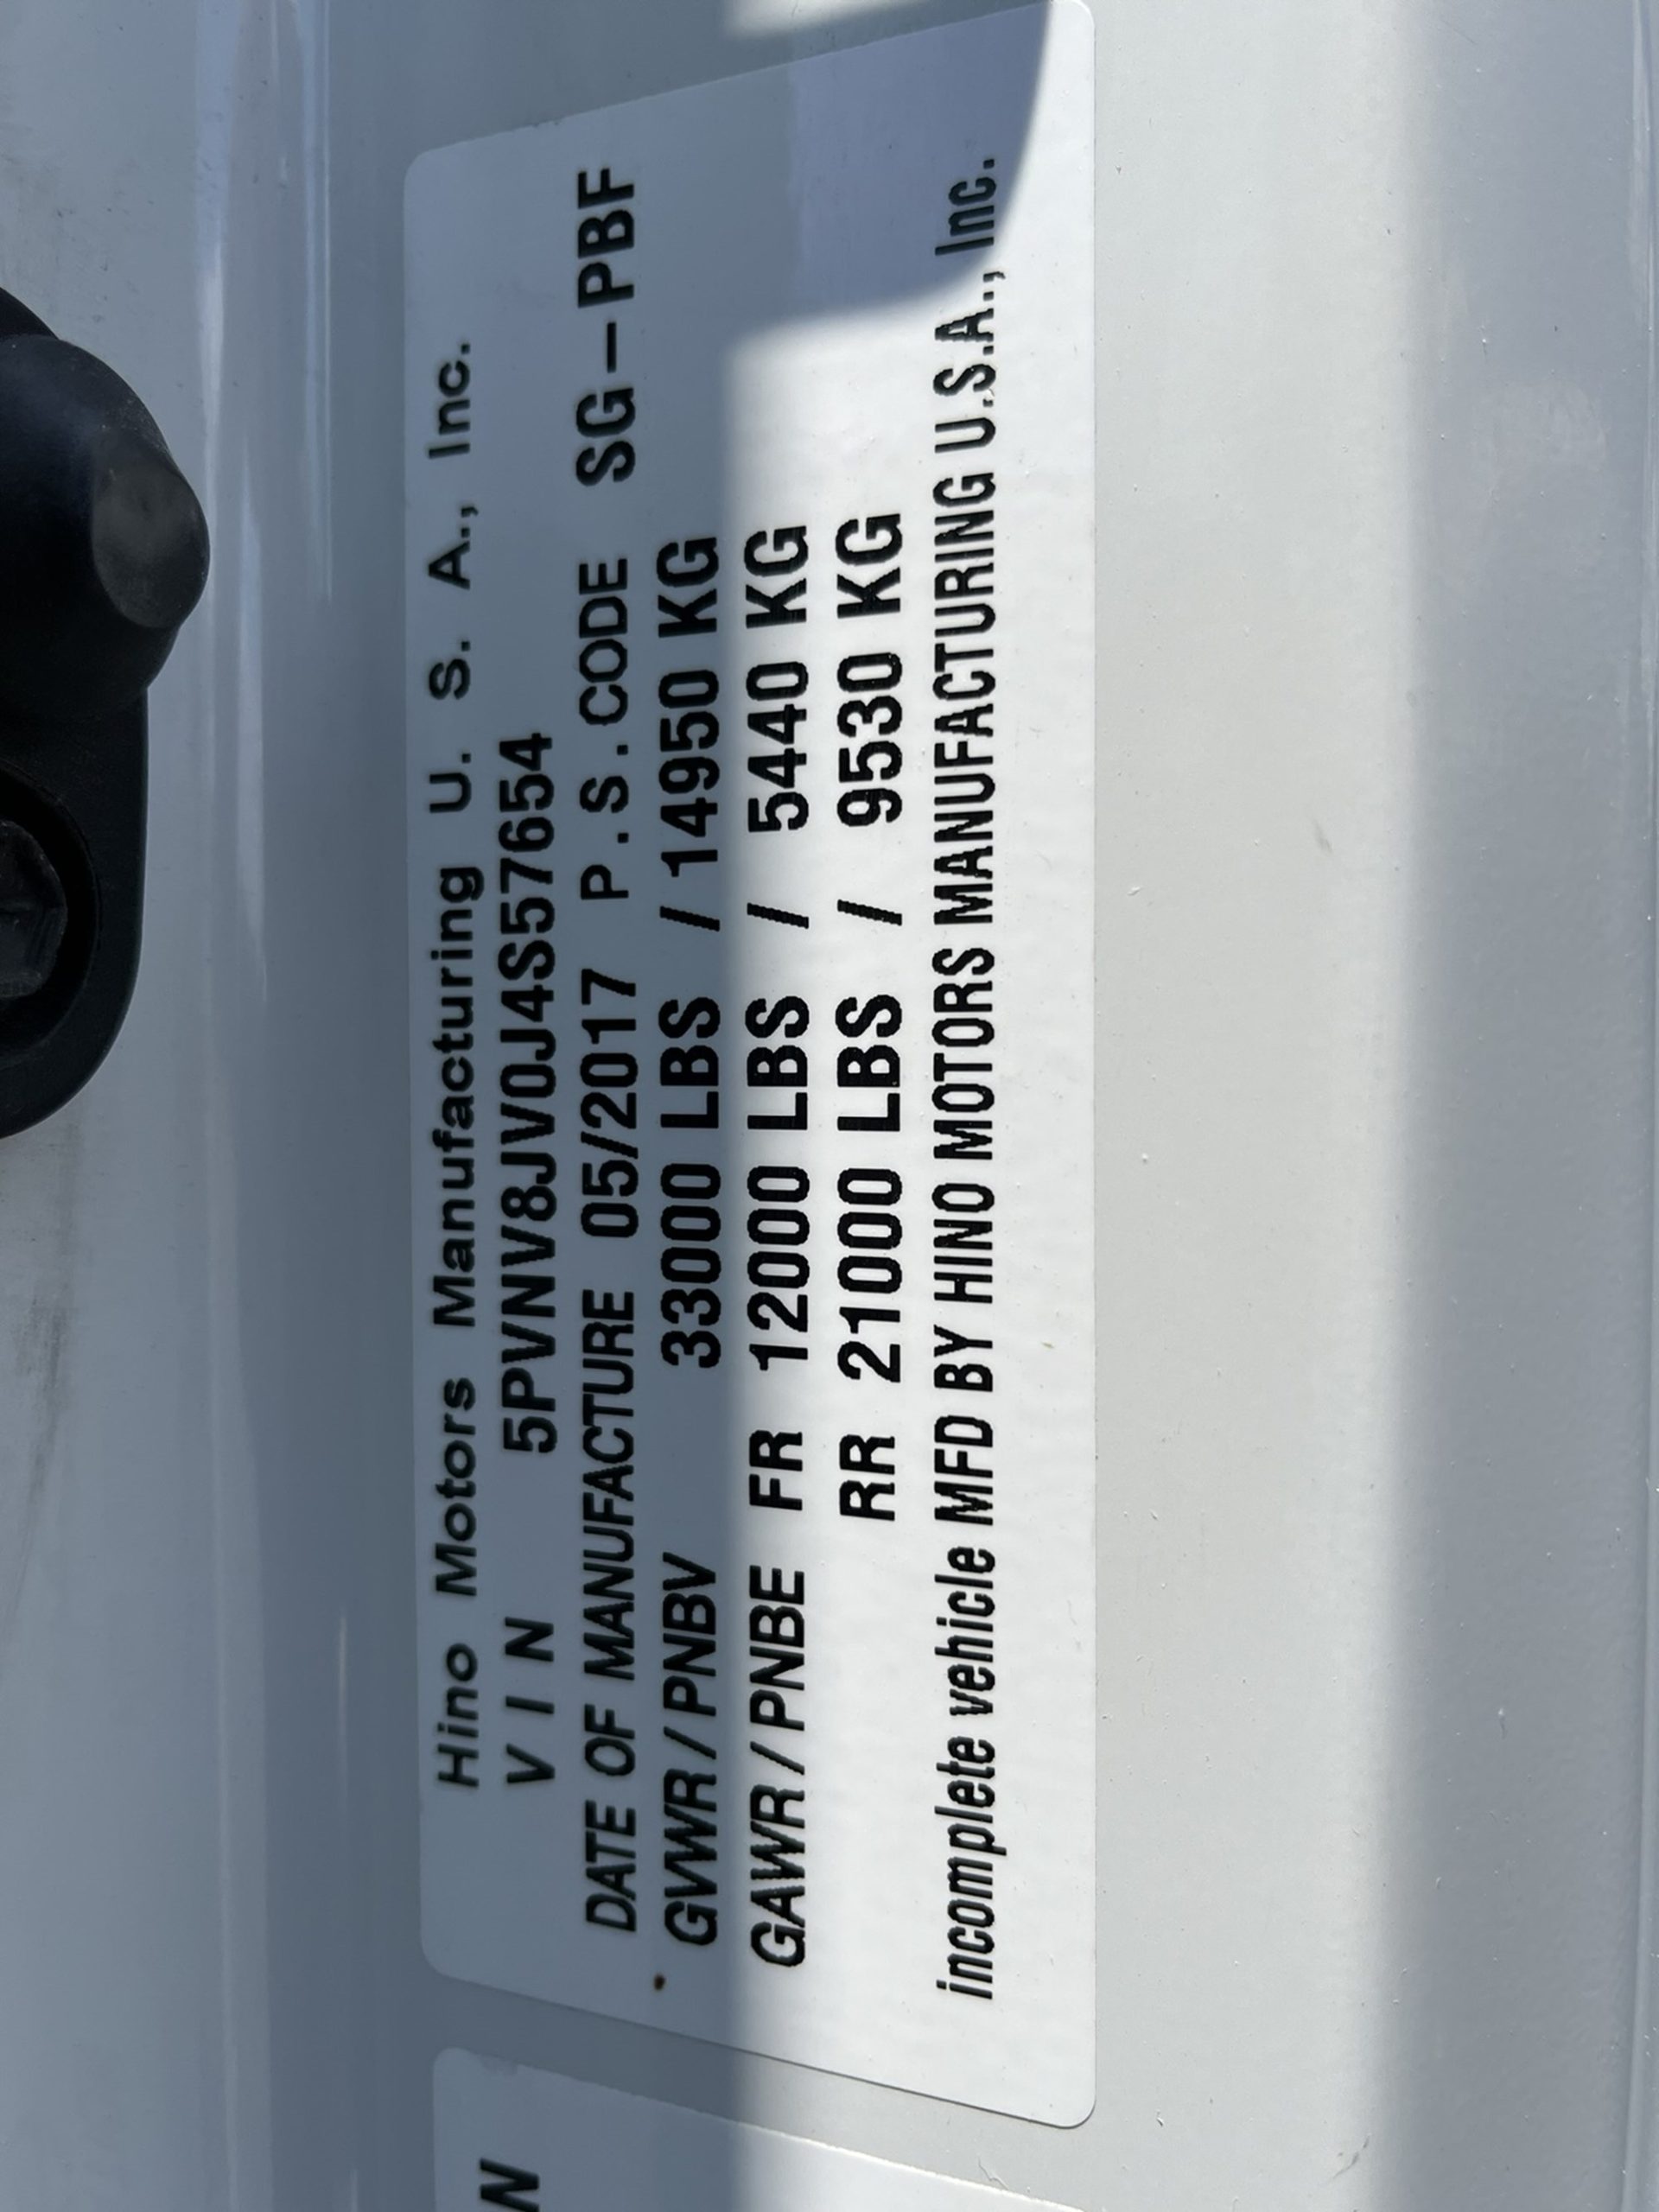 Hino Motors Manufacturing U. S. A., Inc.
VIN 5PVNV8JV0J4S57654
DATE OF MANUFACTURE 05/2017 P.S.CODE SG-PBF
GVWR/PNBV 33000 LBS / 14950 KG
GAWR/PNBE FR 12000 LBS / 5440 KG
RR 21000 LBS / 9530 KG
incomplete vehicle MFD BY HINO MOTORS MANUFACTURING U.S.A., Inc.
N